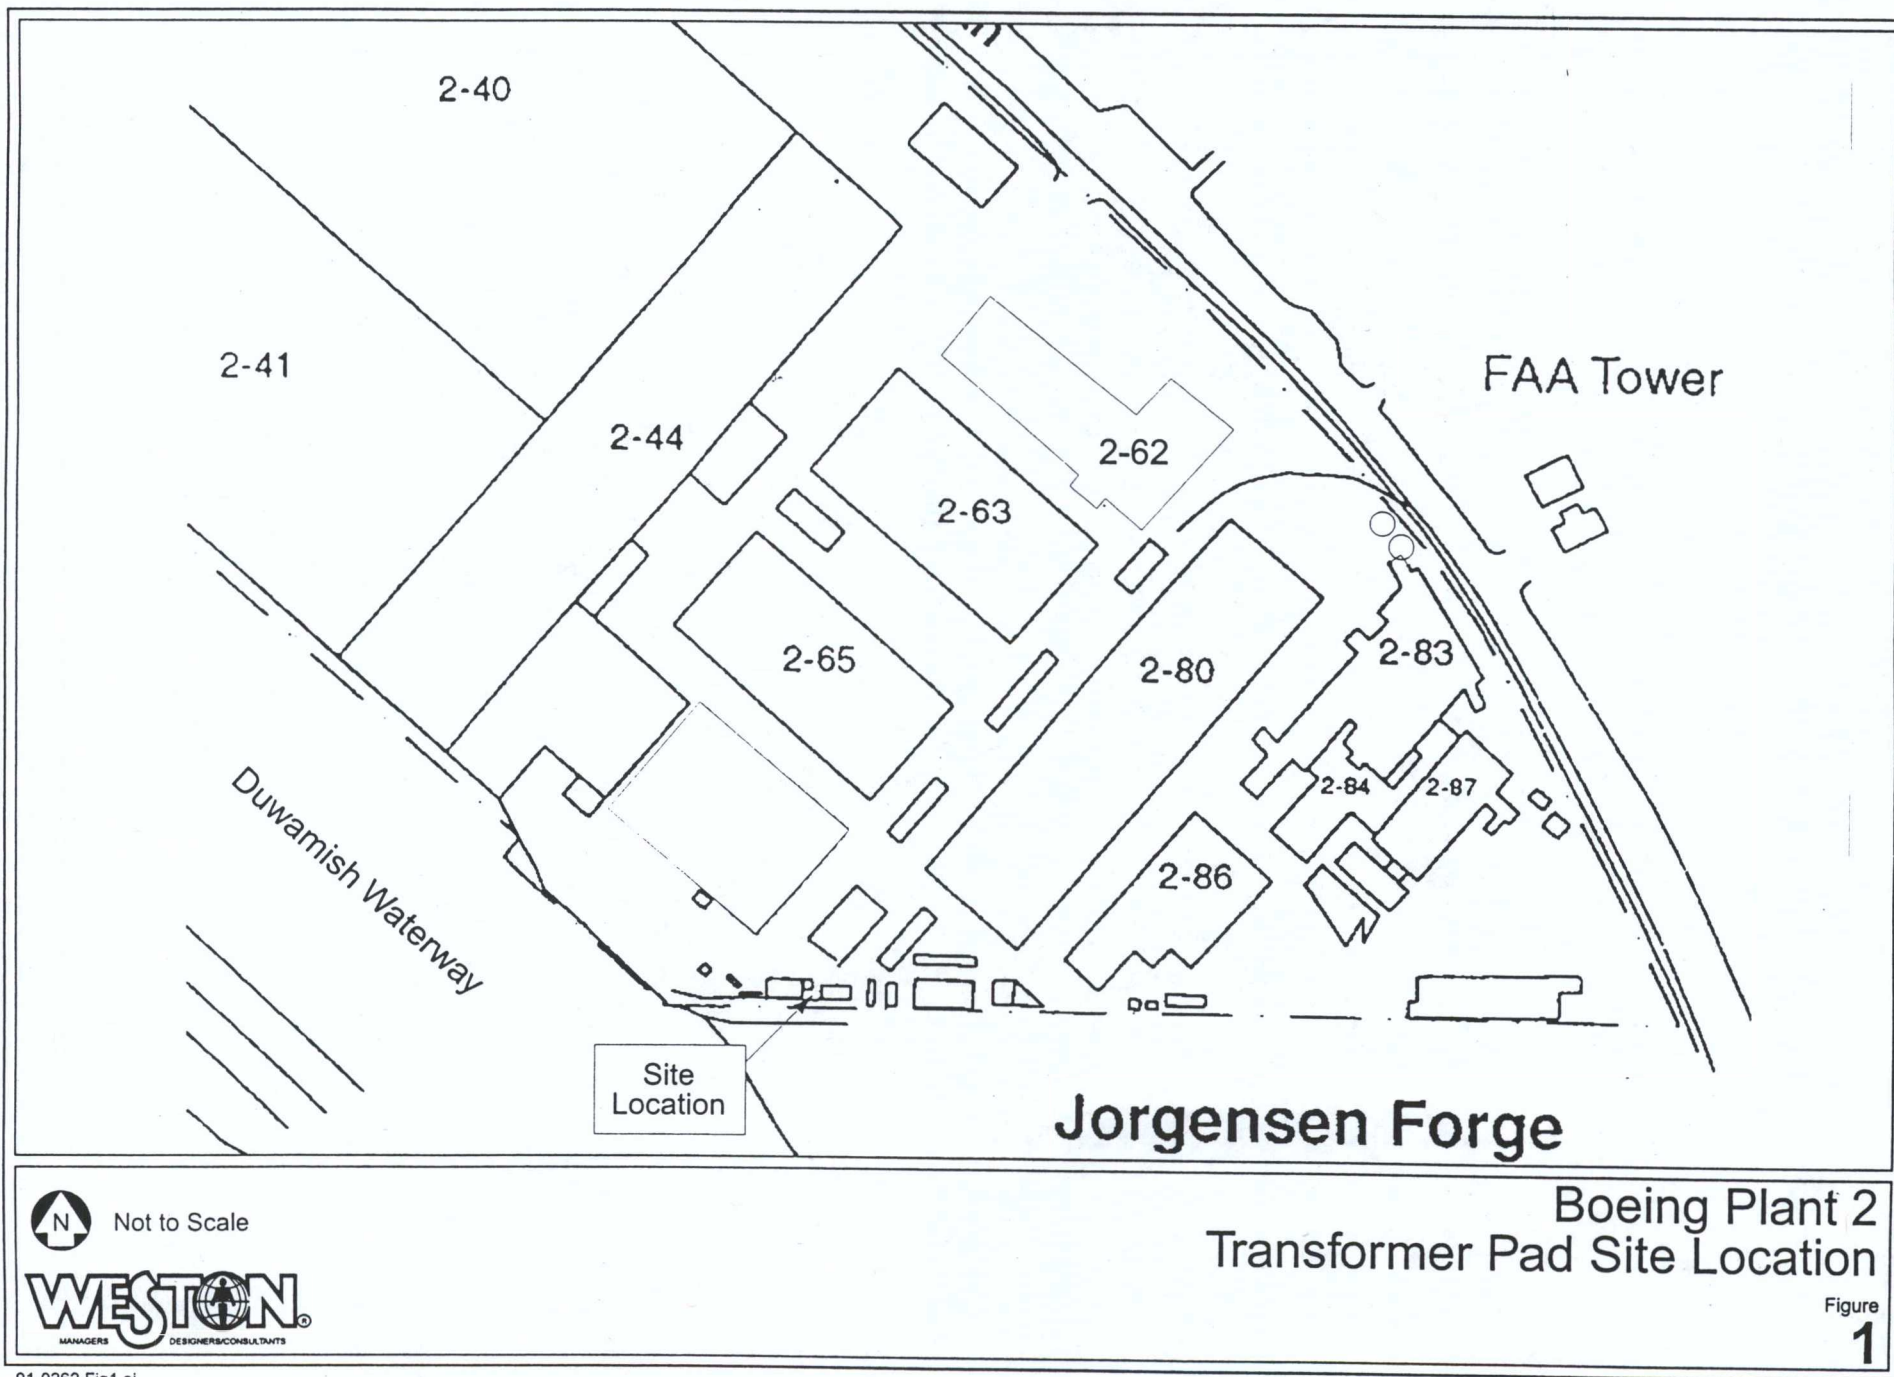 2-40
2-41
2-44
FAA Tower
2-62
2-63
2-65
2-80
2-83
2-84
2-87
2-86
Duwamish Waterway
Site
Location
Jorgensen Forge
N
Not to Scale
WESTON®
MANAGERS DESIGNERS/CONSULTANTS
Boeing Plant 2
Transformer Pad Site Location
Figure
1